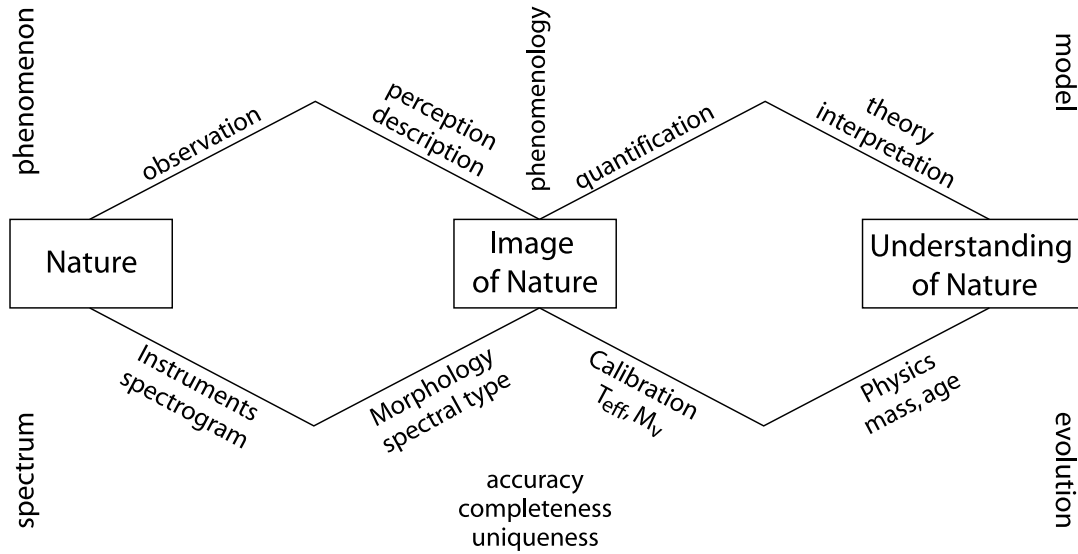 phenomenon
phenomenology
model
observation
perception
description
quantification
theory
interpretation
Nature
Image
of Nature
Understanding
of Nature
Instruments
spectrogram
Morphology
spectral type
Calibration
Teff, Mv
Physics
mass, age
spectrum
accuracy
completeness
uniqueness
evolution